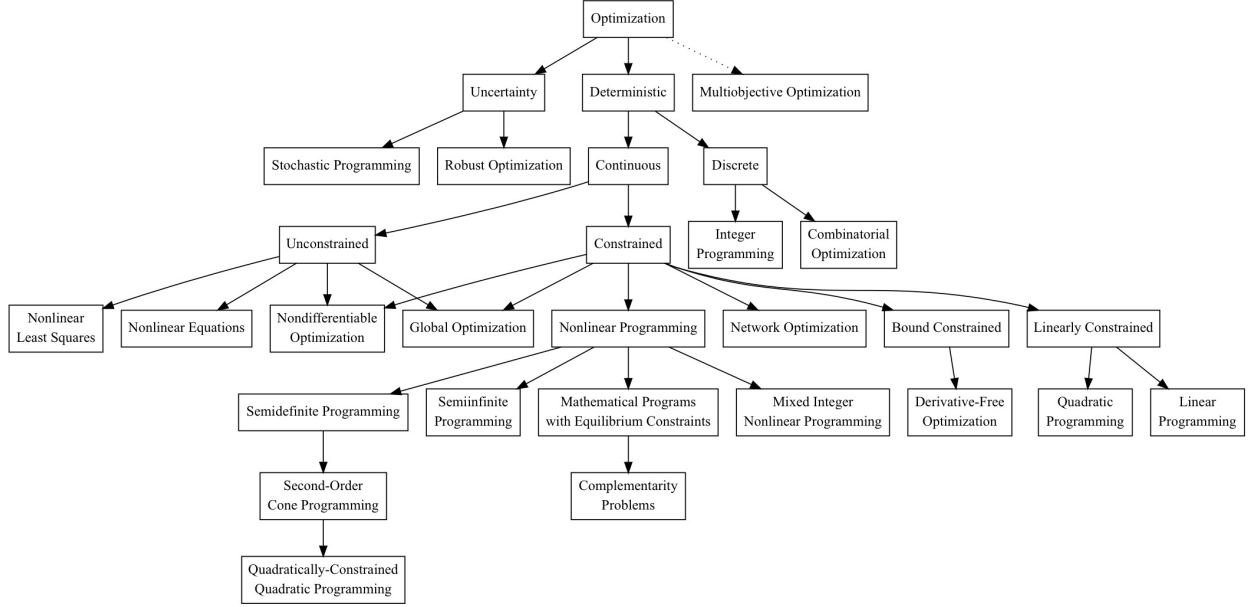 Optimization
Uncertainty
Deterministic
Multiobjective Optimization
Stochastic Programming
Robust Optimization
Continuous
Discrete
Integer
Programming
Combinatorial
Optimization
Unconstrained
Constrained
Nonlinear
Least Squares
Nonlinear Equations
Nondifferentiable
Optimization
Global Optimization
Nonlinear Programming
Network Optimization
Bound Constrained
Linearly Constrained
Semidefinite Programming
Semiinfinite
Programming
Mathematical Programs
with Equilibrium Constraints
Mixed Integer
Nonlinear Programming
Derivative-Free
Optimization
Quadratic
Programming
Linear
Programming
Second-Order
Cone Programming
Complementarity
Problems
Quadratically-Constrained
Quadratic Programming